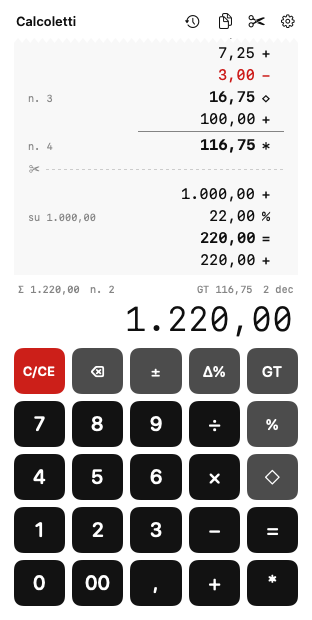 Calcoletti
7,25 +
3,00 −
n. 3 16,75 ◇
100,00 +
n. 4 116,75 *
1.000,00 +
su 1.000,00 22,00 %
220,00 =
220,00 +
Σ 1.220,00 n. 2 GT 116,75 2 dec
1.220,00
C/CE ⌫ ± Δ% GT
7 8 9 ÷ %
4 5 6 × ◇
1 2 3 − =
0 00 , + *